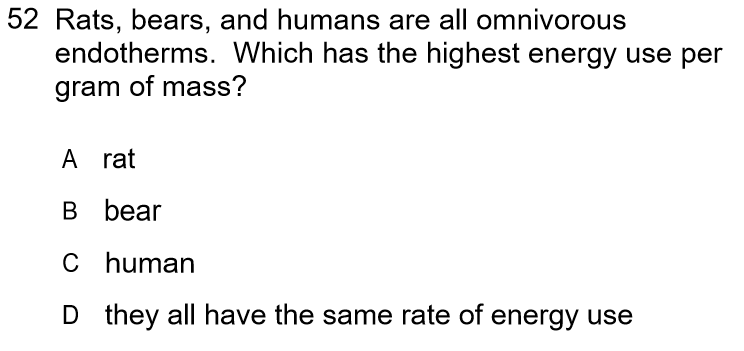 52 Rats, bears, and humans are all omnivorous
endotherms. Which has the highest energy use per
gram of mass?
A rat
B bear
C human
D they all have the same rate of energy use